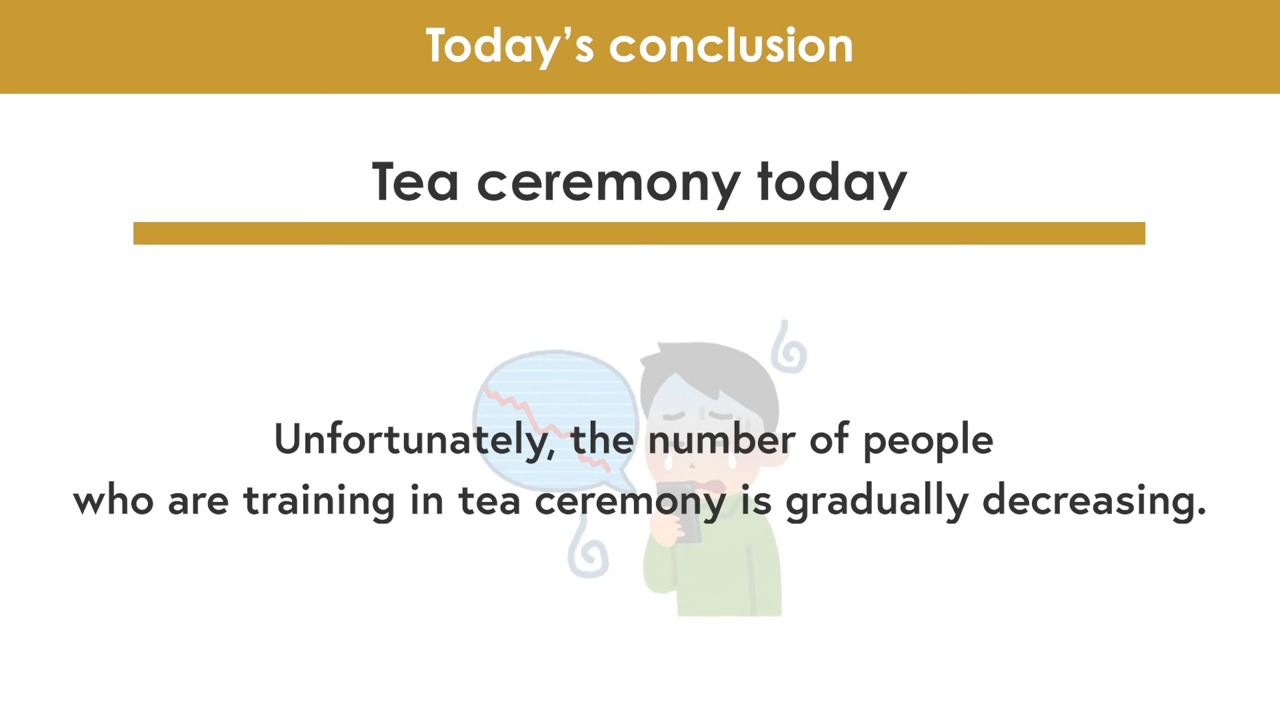 Today’s conclusion
Tea ceremony today
Unfortunately, the number of people
who are training in tea ceremony is gradually decreasing.